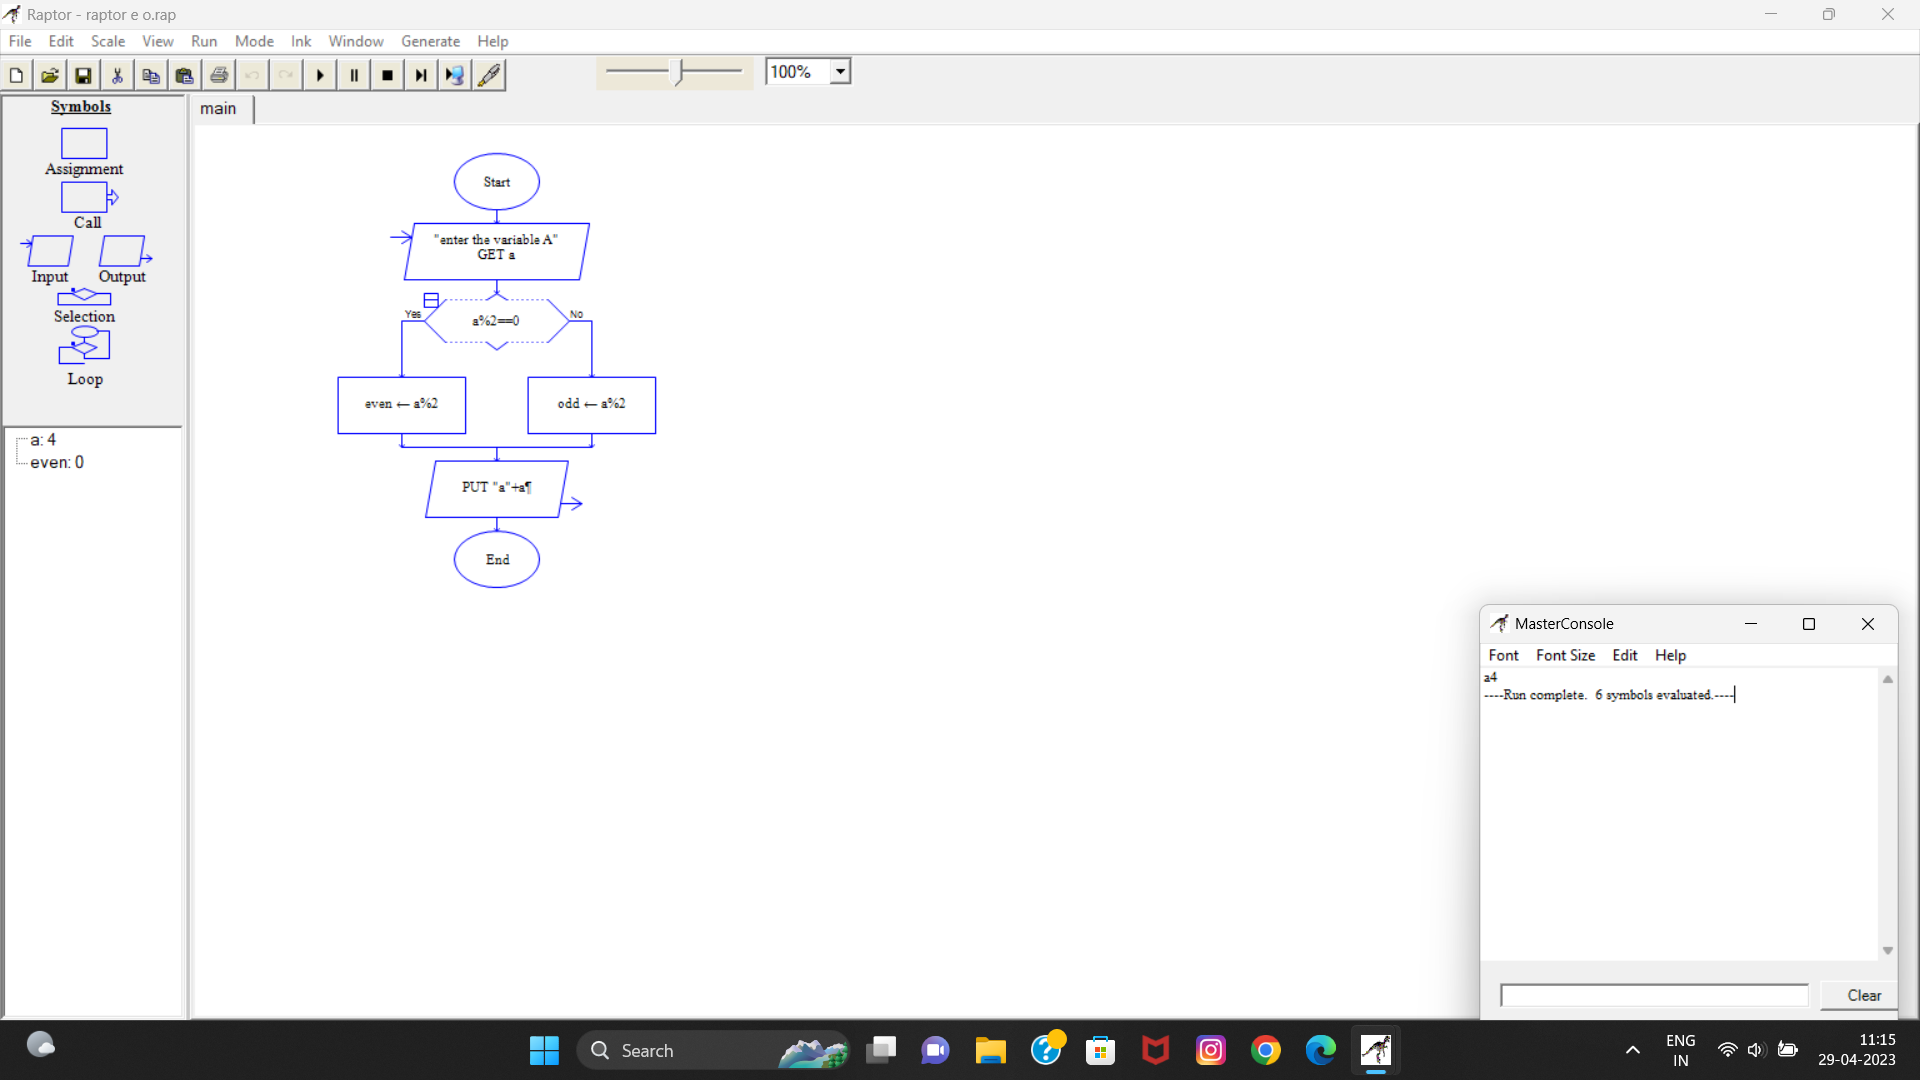 Raptor - raptor e o.rap
File Edit Scale View Run Mode Ink Window Generate Help
100%
Symbols
main
Assignment
Call
Input Output
Selection
Loop
a: 4
even: 0
Start
"enter the variable A"
GET a
Yes
a%2==0
No
even ← a%2
odd ← a%2
PUT "a"+a¶
End
MasterConsole
Font Font Size Edit Help
a4
----Run complete.  6 symbols evaluated.----
Clear
Search
ENG
IN
11:15
29-04-2023